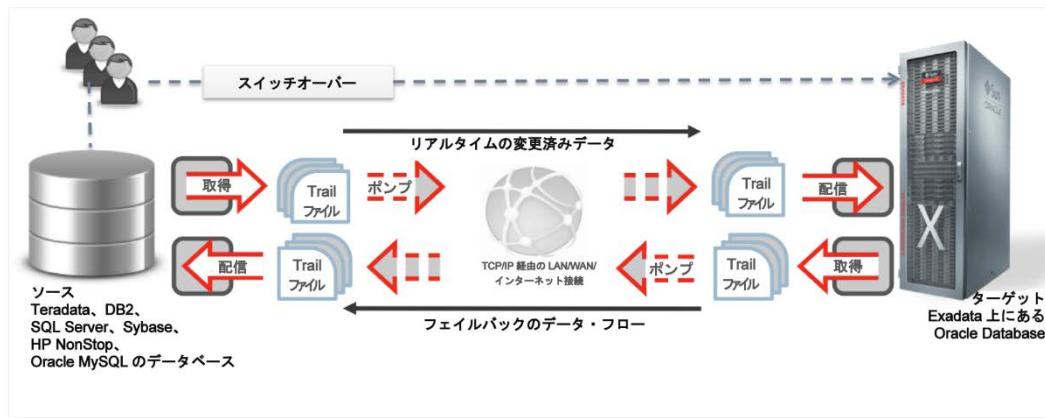 スイッチオーバー
リアルタイムの変更済みデータ
取得
Trail
ファイル
ポンプ
Trail
ファイル
配信
配信
Trail
ファイル
TCP/IP 経由の LAN/WAN/
インターネット接続
ポンプ
Trail
ファイル
取得
フェイルバックのデータ・フロー
ソース
Teradata、DB2、
SQL Server、Sybase、
HP NonStop、
Oracle MySQL のデータベース
ターゲット
Exadata 上にある
Oracle Database
X